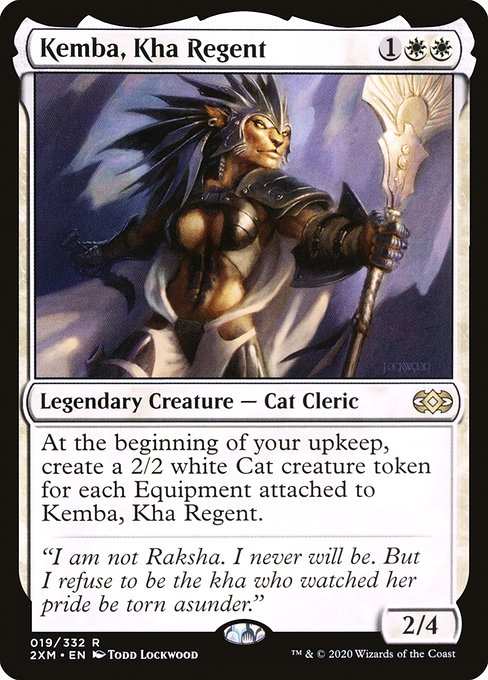 Kemba, Kha Regent 1
LOCKWOOD
Legendary Creature — Cat Cleric
At the beginning of your upkeep,
create a 2/2 white Cat creature token
for each Equipment attached to
Kemba, Kha Regent.
“I am not Raksha. I never will be. But
I refuse to be the kha who watched her
pride be torn asunder.”
2/4
019/332 R
2XM • EN Todd Lockwood
™ & © 2020 Wizards of the Coast